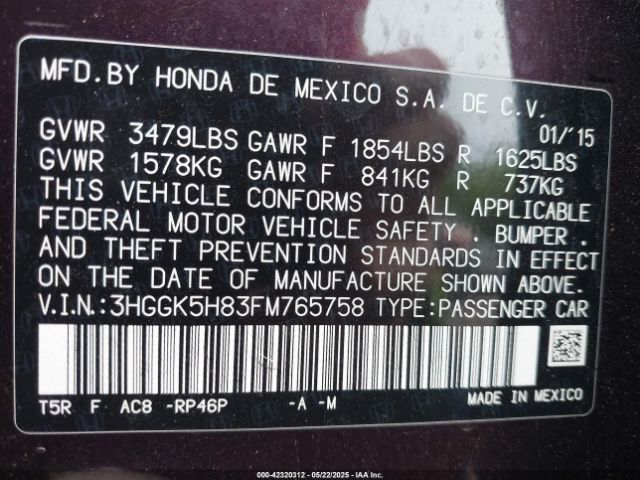 MFD.BY HONDA DE MEXICO S.A. DE C.V.
01/'15
GVWR 3479LBS GAWR F 1854LBS R 1625LBS
GVWR 1578KG GAWR F 841KG R 737KG
THIS VEHICLE CONFORMS TO ALL APPLICABLE
FEDERAL MOTOR VEHICLE SAFETY . BUMPER .
AND THEFT PREVENTION STANDARDS IN EFFECT
ON THE DATE OF MANUFACTURE SHOWN ABOVE.
V.I.N.:3HGGK5H83FM765758 TYPE:PASSENGER CAR
T5R F AC8 -RP46P -A -M
MADE IN MEXICO
000-42320312 - 05/22/2025 - IAA Inc.